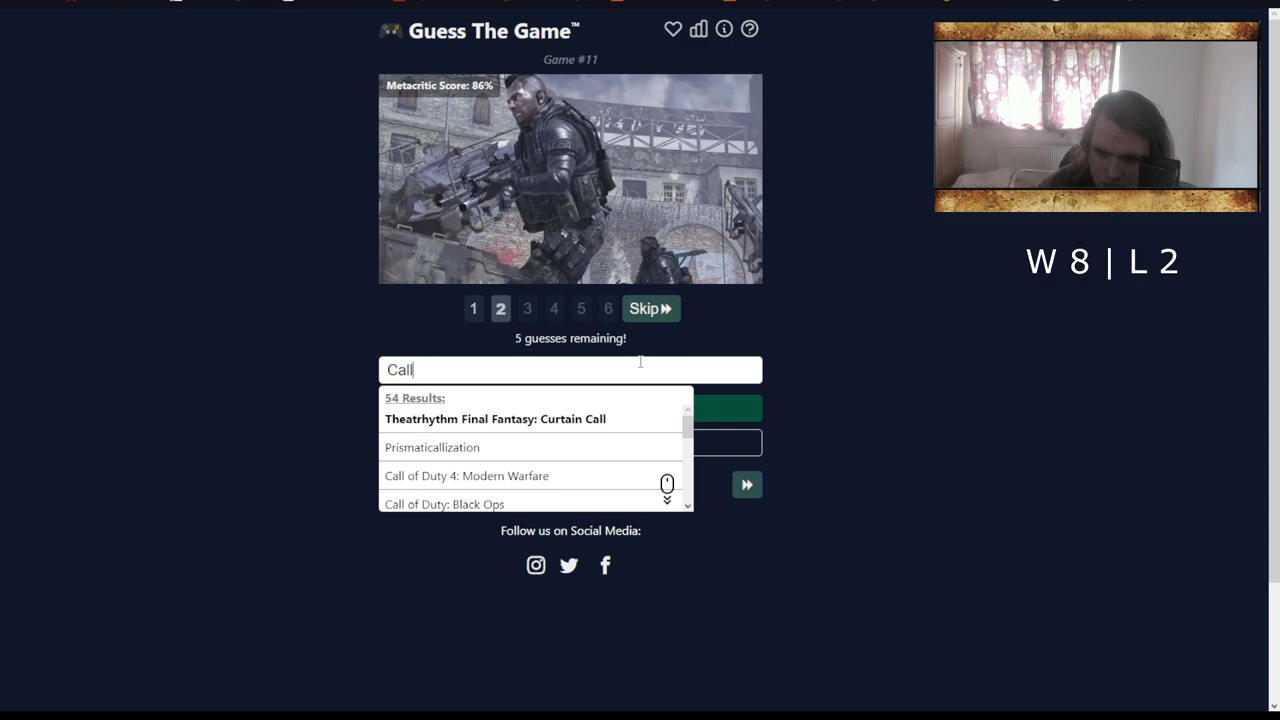 Guess The Game™
Game #11
Metacritic Score: 86%
1 2 3 4 5 6 Skip
5 guesses remaining!
Call
54 Results:
Theatrhythm Final Fantasy: Curtain Call
Prismaticallization
Call of Duty 4: Modern Warfare
Call of Duty: Black Ops
Follow us on Social Media:
W 8 | L 2